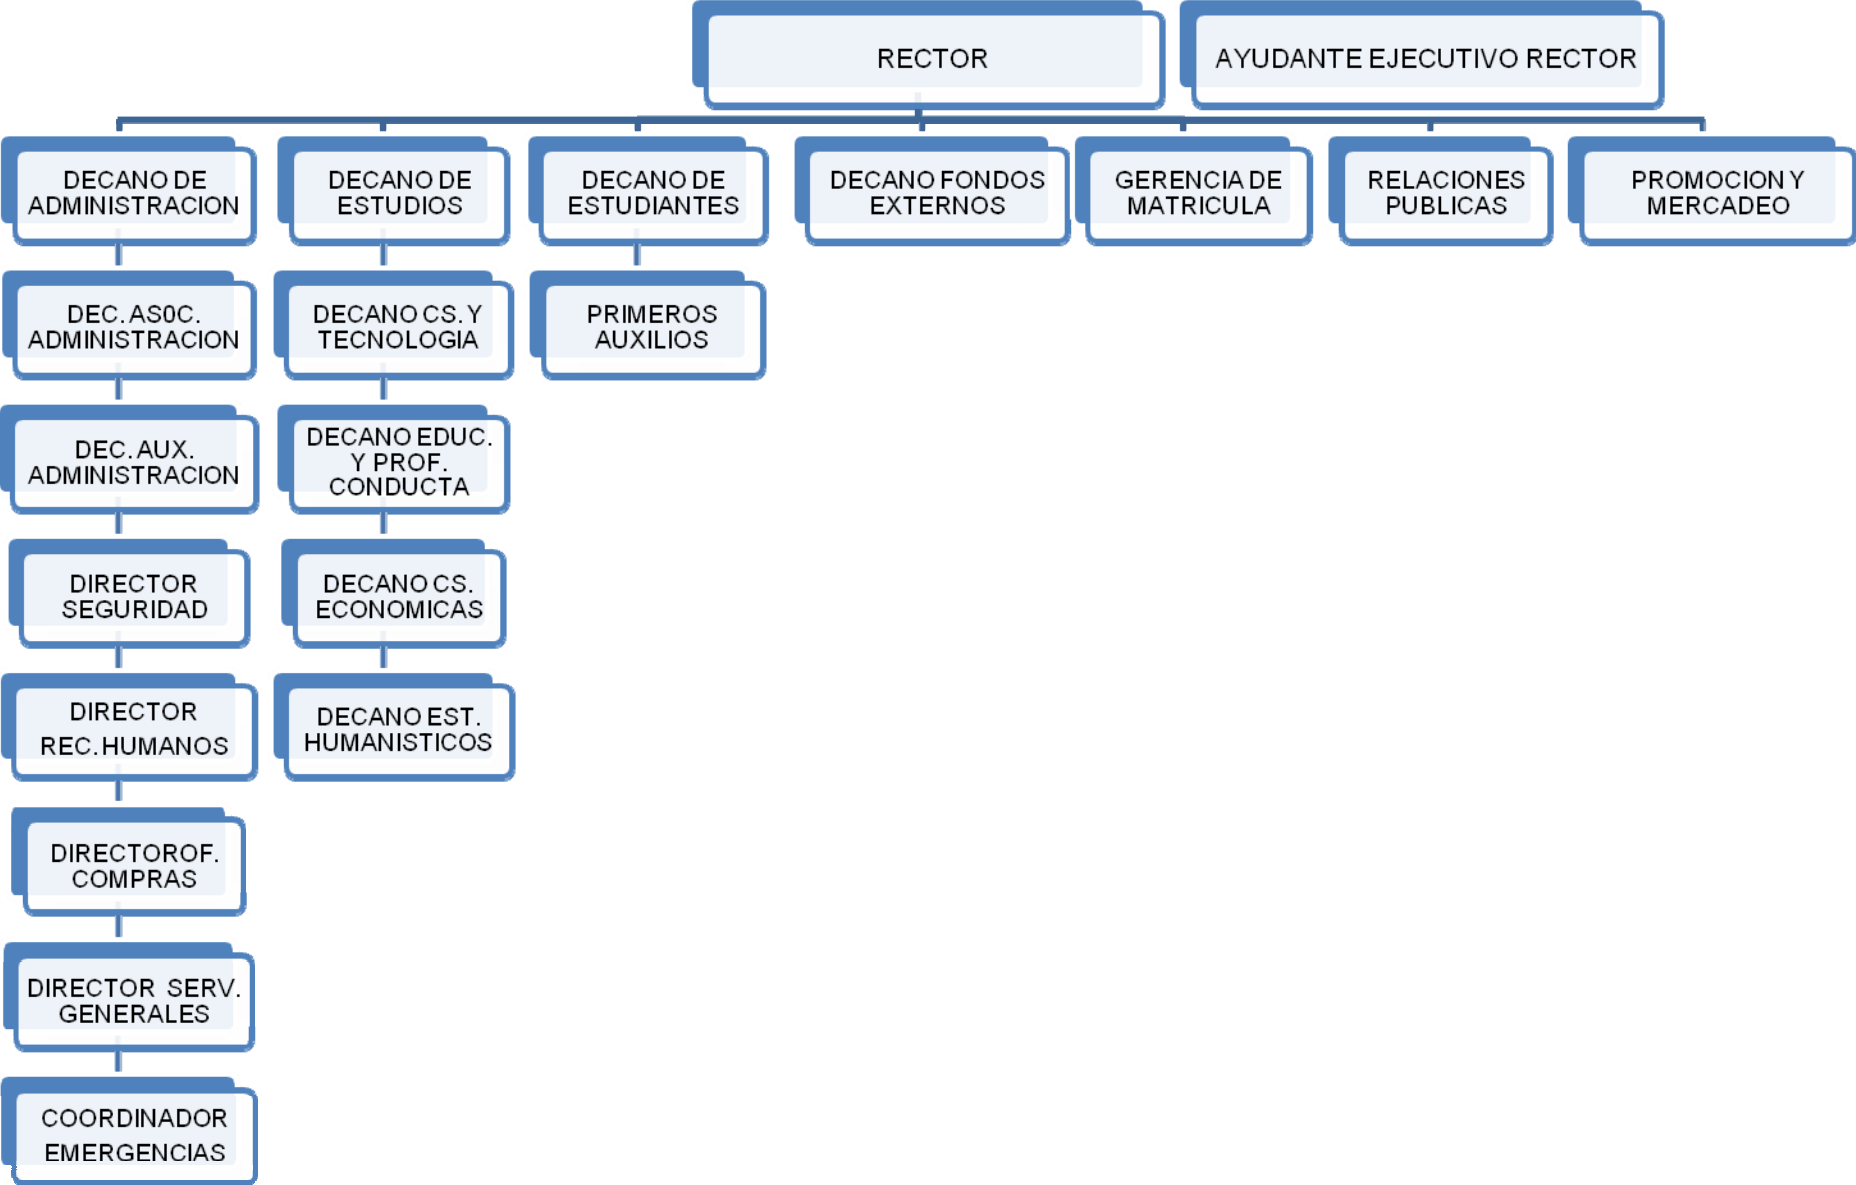 RECTOR
AYUDANTE EJECUTIVO RECTOR
DECANO DE
ADMINISTRACION
DECANO DE
ESTUDIOS
DECANO DE
ESTUDIANTES
DECANO FONDOS
EXTERNOS
GERENCIA DE
MATRICULA
RELACIONES
PUBLICAS
PROMOCION Y
MERCADEO
DEC. AS0C.
ADMINISTRACION
DECANO CS. Y
TECNOLOGIA
PRIMEROS
AUXILIOS
DEC. AUX.
ADMINISTRACION
DECANO EDUC.
Y PROF.
CONDUCTA
DIRECTOR
SEGURIDAD
DECANO CS.
ECONOMICAS
DIRECTOR
REC. HUMANOS
DECANO EST.
HUMANISTICOS
DIRECTOR OF.
COMPRAS
DIRECTOR SERV.
GENERALES
COORDINADOR
EMERGENCIAS